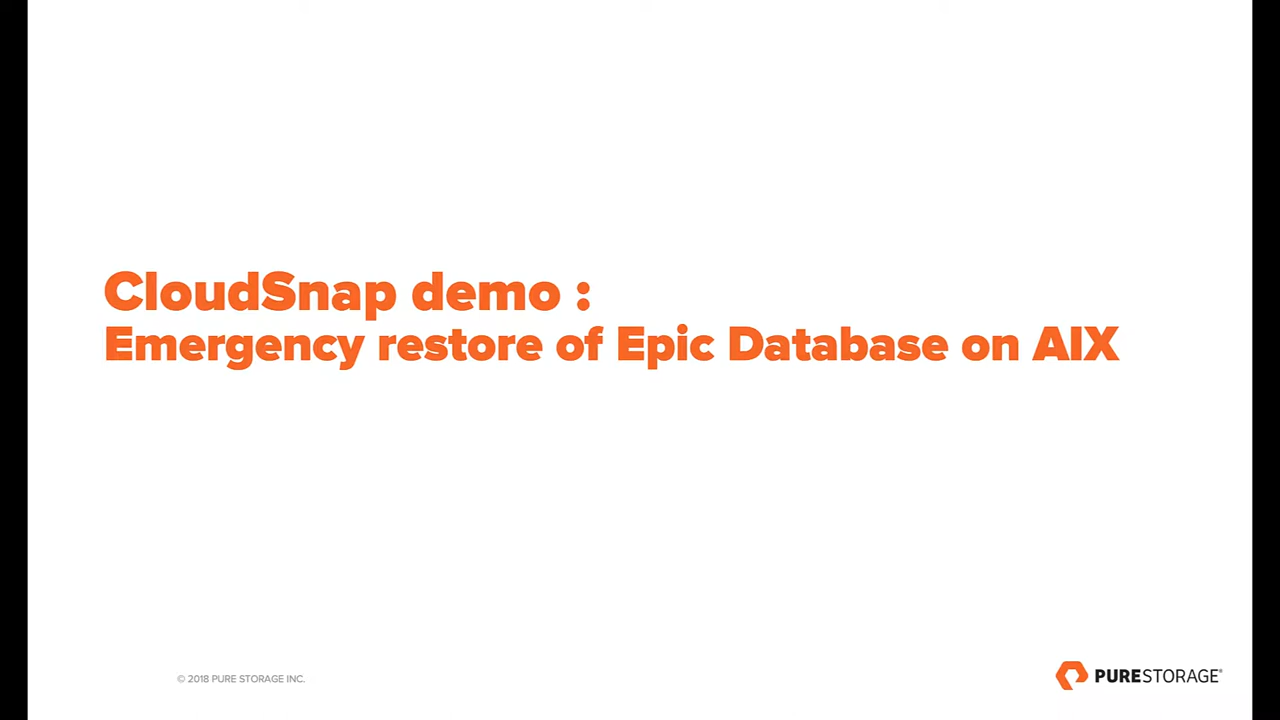 CloudSnap demo :
Emergency restore of Epic Database on AIX
© 2018 PURE STORAGE INC.
PURESTORAGE®